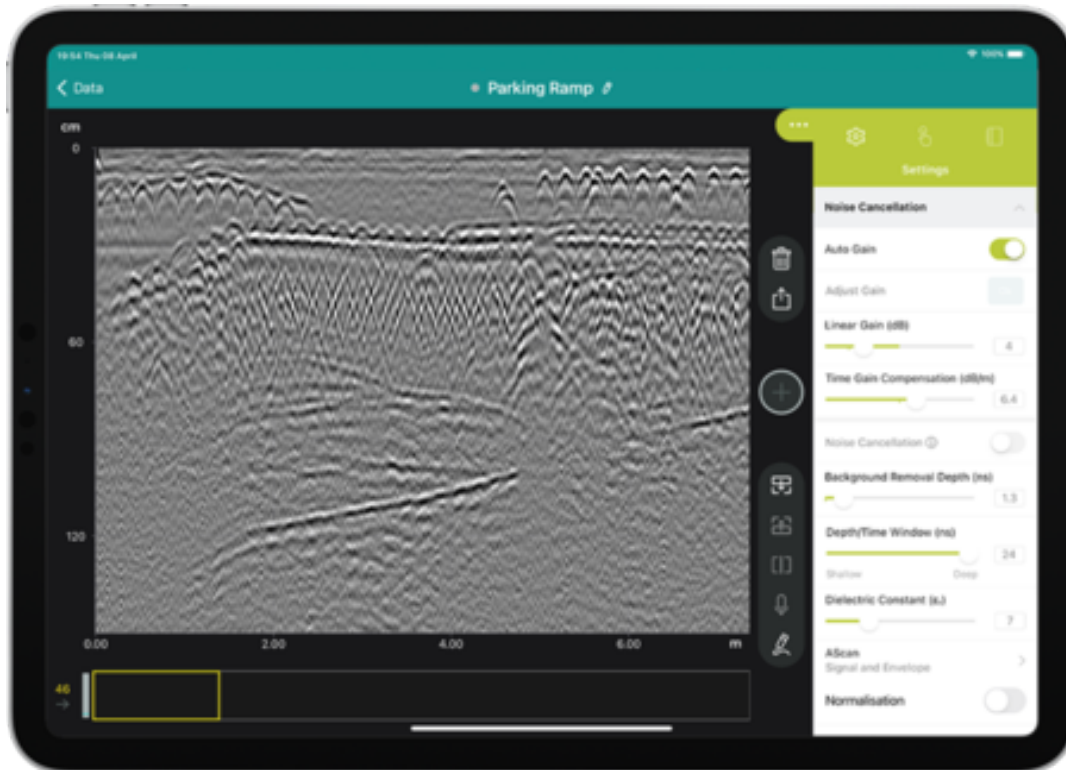 19:54 Thu 08 April
100%
Data
Parking Ramp
cm
0
60
120
0.00 2.00 4.00 6.00 m
46
Settings
Noise Cancellation
Auto Gain
Adjust Gain
Linear Gain (dB)
4
Time Gain Compensation (dB/m)
6.4
Noise Cancellation
Background Removal Depth (ns)
1.3
Depth/Time Window (ns)
24
Shallow Deep
Dielectric Constant (εᵣ)
7
AScan
Signal and Envelope
Normalisation